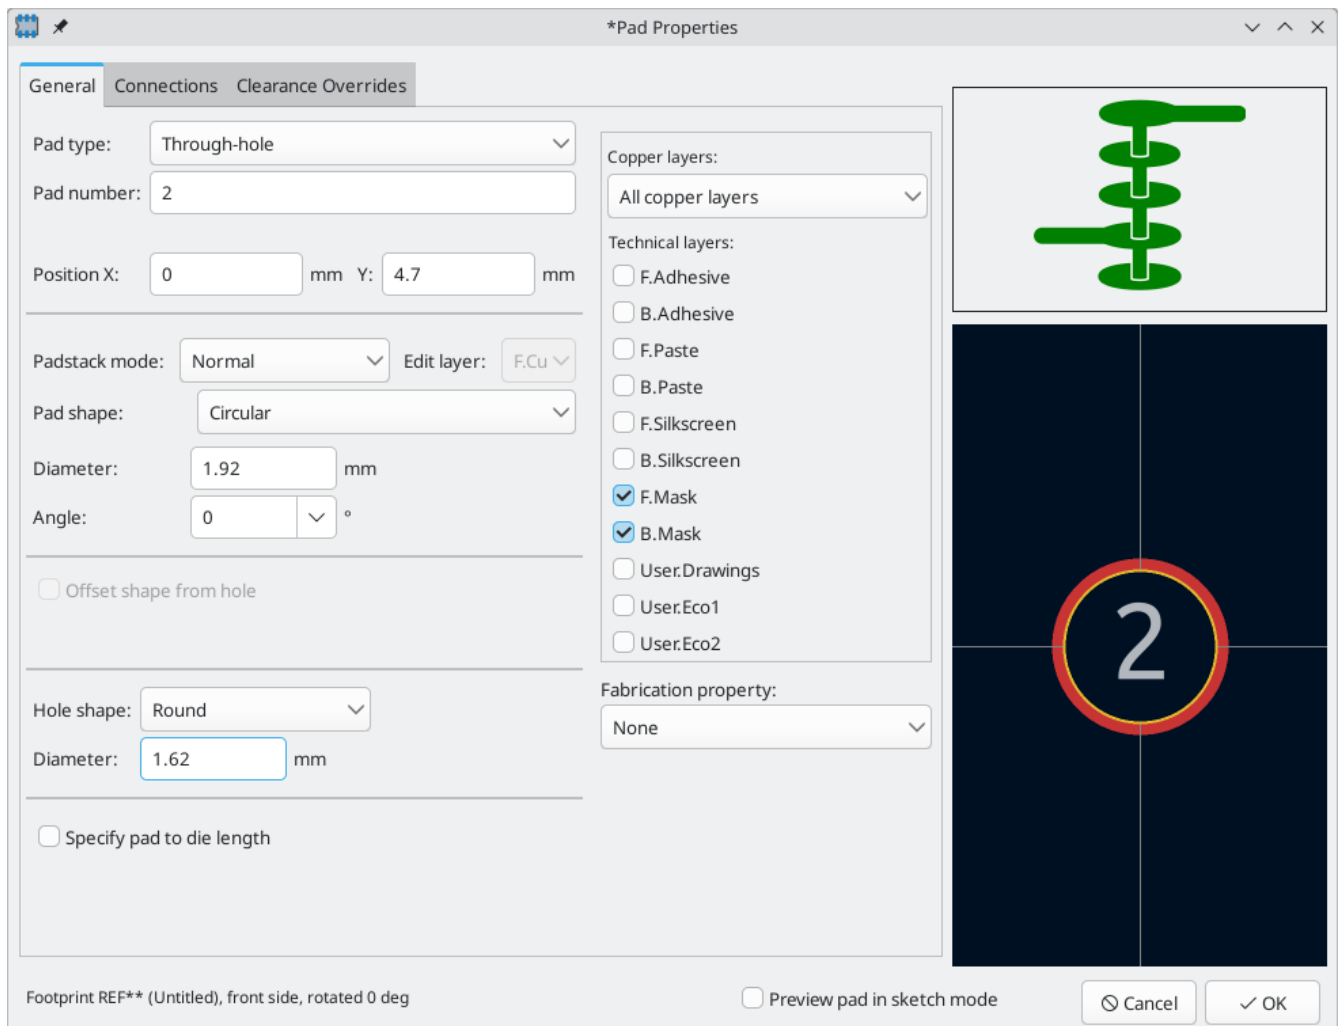 *Pad Properties
General Connections Clearance Overrides
Pad type: Through-hole
Pad number: 2
Position X: 0 mm Y: 4.7 mm
Padstack mode: Normal Edit layer: F.Cu
Pad shape: Circular
Diameter: 1.92 mm
Angle: 0 °
Offset shape from hole
Hole shape: Round
Diameter: 1.62 mm
Specify pad to die length
Copper layers:
All copper layers
Technical layers:
F.Adhesive
B.Adhesive
F.Paste
B.Paste
F.Silkscreen
B.Silkscreen
F.Mask
B.Mask
User.Drawings
User.Eco1
User.Eco2
Fabrication property:
None
2
Footprint REF** (Untitled), front side, rotated 0 deg
Preview pad in sketch mode
Cancel
OK